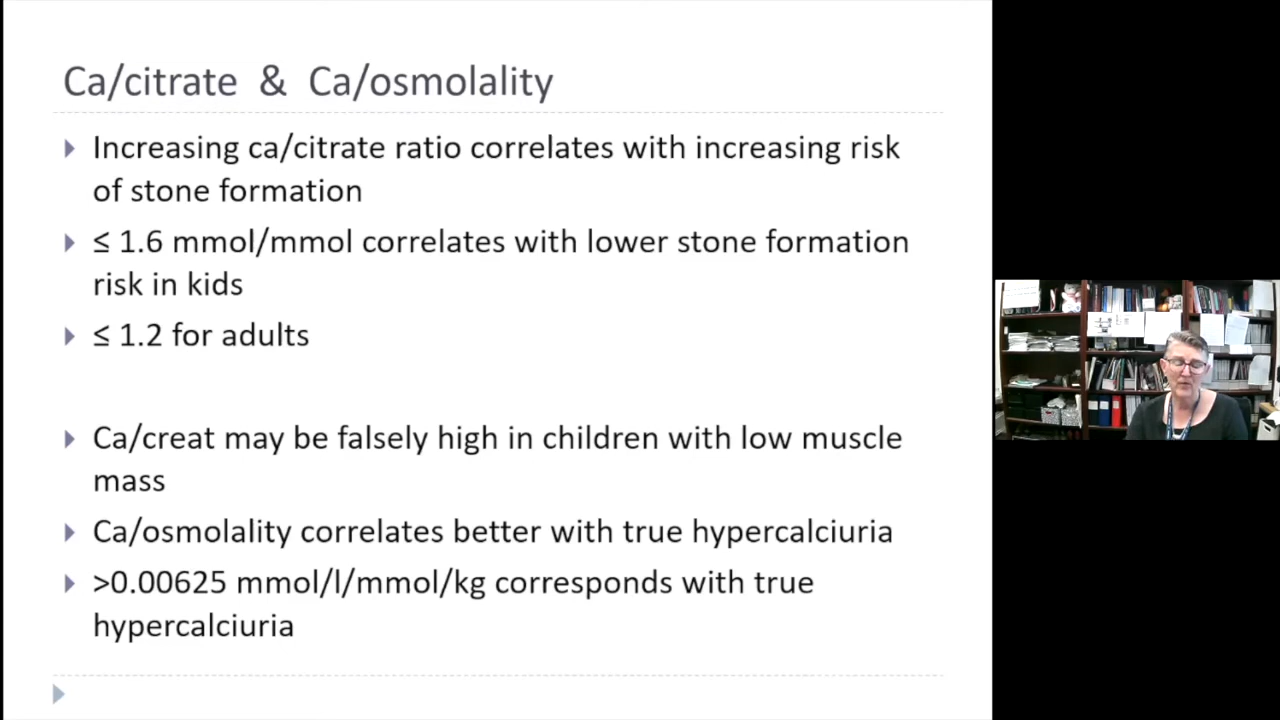 Ca/citrate & Ca/osmolality
Increasing ca/citrate ratio correlates with increasing risk
of stone formation
≤ 1.6 mmol/mmol correlates with lower stone formation
risk in kids
≤ 1.2 for adults
Ca/creat may be falsely high in children with low muscle
mass
Ca/osmolality correlates better with true hypercalciuria
>0.00625 mmol/l/mmol/kg corresponds with true
hypercalciuria